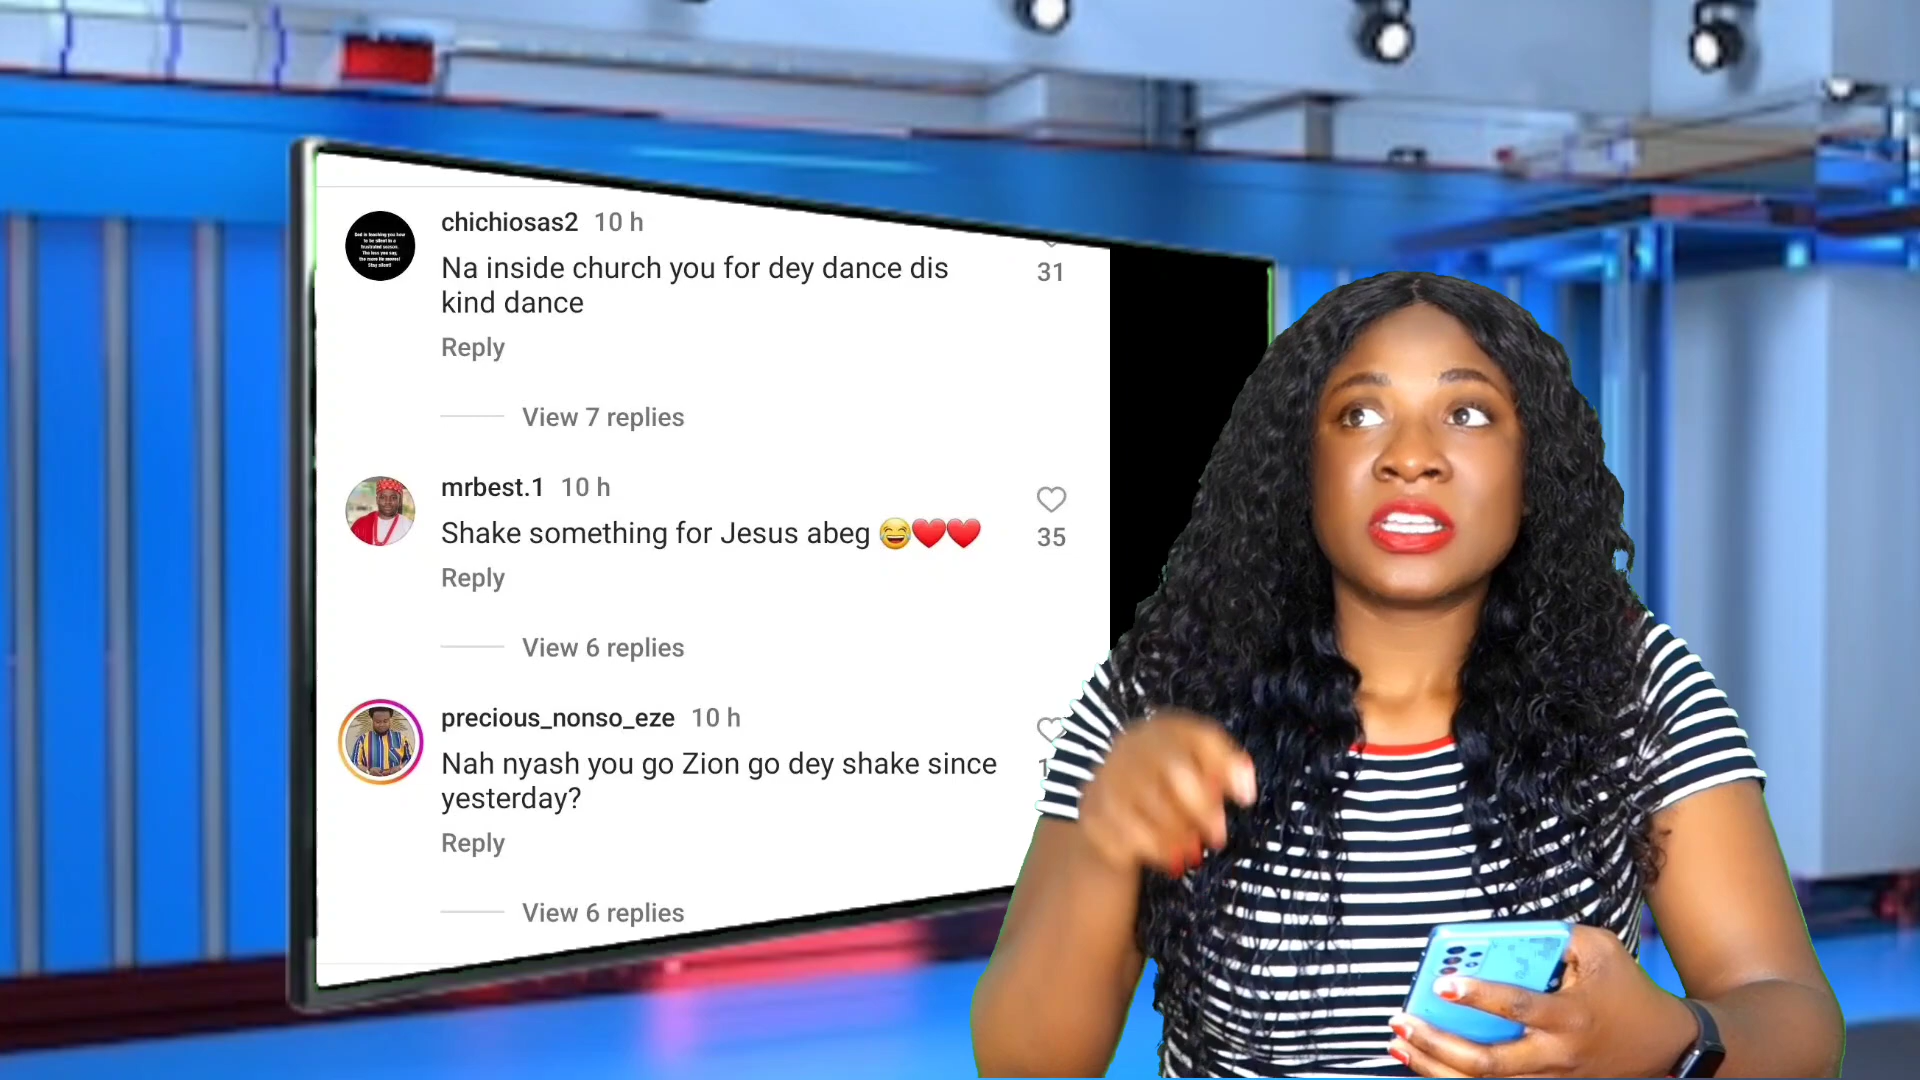 chichiosas2 10 h
Na inside church you for dey dance dis
kind dance
31
Reply
View 7 replies
mrbest.1 10 h
Shake something for Jesus abeg 😂❤️❤️
35
Reply
View 6 replies
precious_nonso_eze 10 h
Nah nyash you go Zion go dey shake since
yesterday?
Reply
View 6 replies